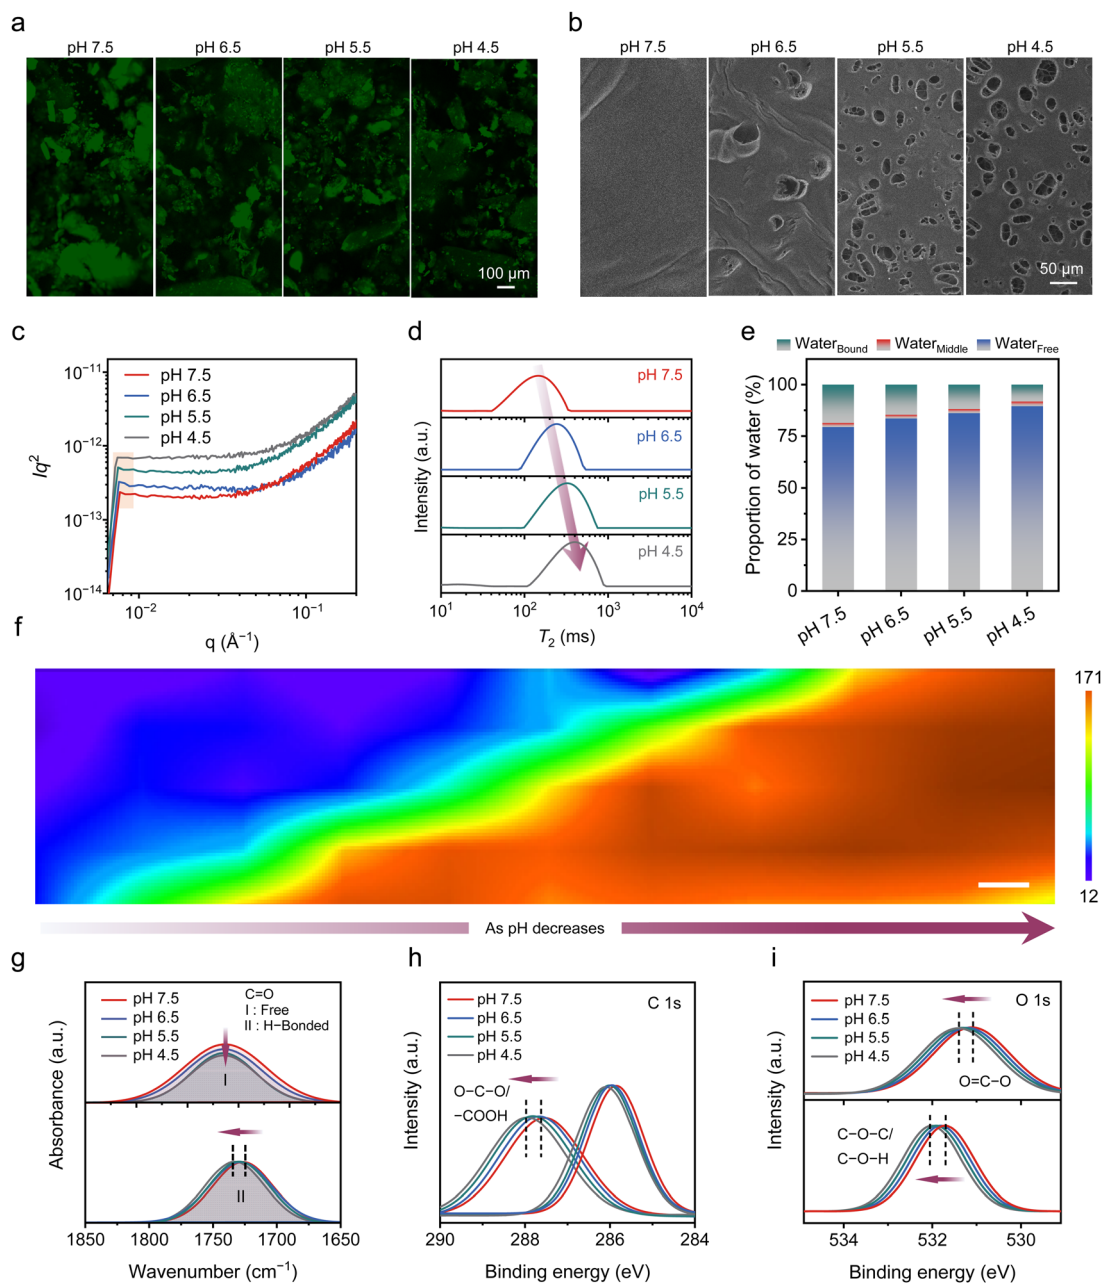 a
pH 7.5 pH 6.5 pH 5.5 pH 4.5
100 μm
b
pH 7.5 pH 6.5 pH 5.5 pH 4.5
50 μm
c
pH 7.5
pH 6.5
pH 5.5
pH 4.5
10⁻¹¹
10⁻¹²
10⁻¹³
10⁻¹⁴
Iq²
10⁻² 10⁻¹
q (Å⁻¹)
d
pH 7.5
pH 6.5
pH 5.5
pH 4.5
Intensity (a.u.)
10¹ 10² 10³ 10⁴
T₂ (ms)
e
Water_Bound Water_Middle Water_Free
100
75
50
25
0
Proportion of water (%)
pH 7.5 pH 6.5 pH 5.5 pH 4.5
f
171
12
As pH decreases
g
pH 7.5
pH 6.5
pH 5.5
pH 4.5
C=O
I : Free
II : H−Bonded
I
II
Absorbance (a.u.)
1850 1800 1750 1700 1650
Wavenumber (cm⁻¹)
h
pH 7.5
pH 6.5
pH 5.5
pH 4.5
C 1s
O−C−O/
−COOH
Intensity (a.u.)
290 288 286 284
Binding energy (eV)
i
pH 7.5
pH 6.5
pH 5.5
pH 4.5
O 1s
O=C−O
C−O−C/
C−O−H
Intensity (a.u.)
534 532 530
Binding energy (eV)